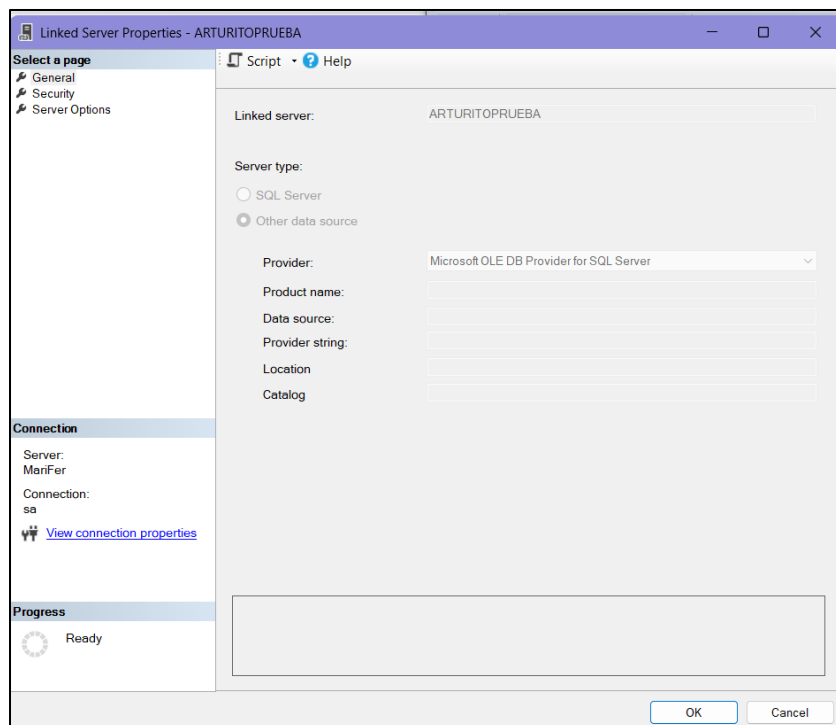 Linked Server Properties - ARTURITOPRUEBA
Select a page
General
Security
Server Options
Script
Help
Linked server:
ARTURITOPRUEBA
Server type:
SQL Server
Other data source
Provider:
Microsoft OLE DB Provider for SQL Server
Product name:
Data source:
Provider string:
Location
Catalog
Connection
Server:
MariFer
Connection:
sa
View connection properties
Progress
Ready
OK
Cancel